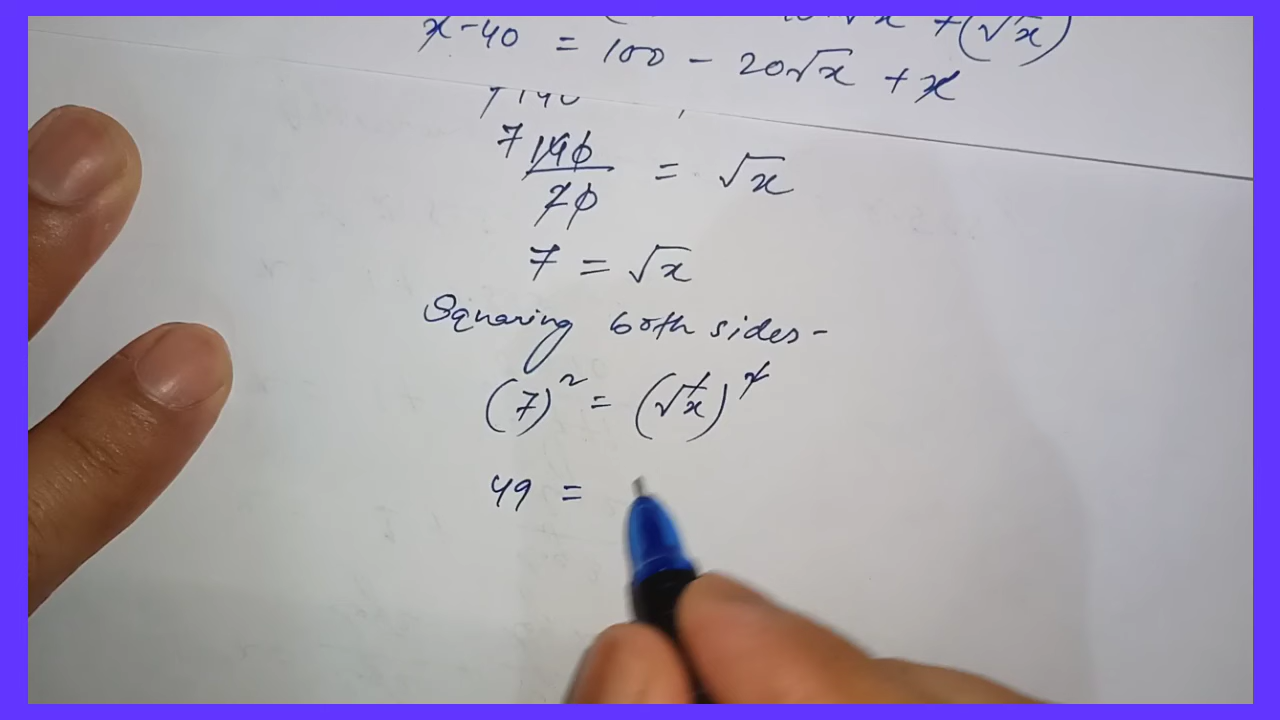 x-40 = 100 - 20√x + x
7 140/70 = √x
7 = √x
Squaring both sides-
(7)² = (√x)²
49 =